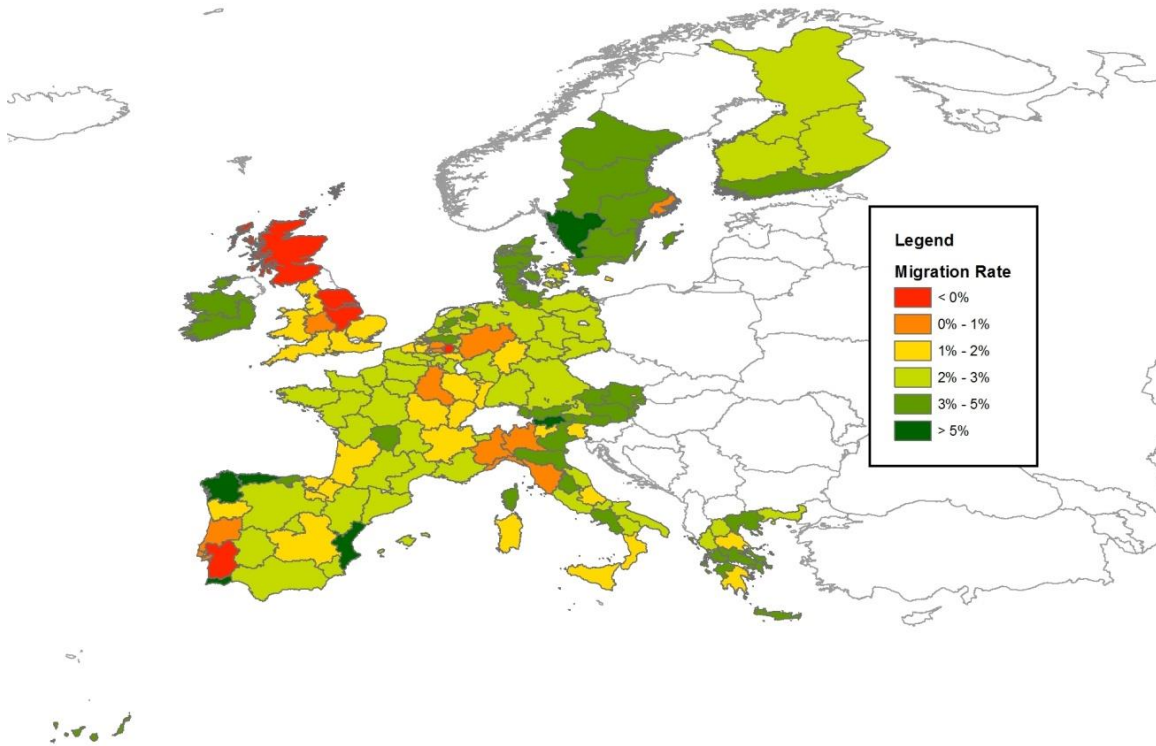 Legend
Migration Rate
< 0%
0% - 1%
1% - 2%
2% - 3%
3% - 5%
> 5%